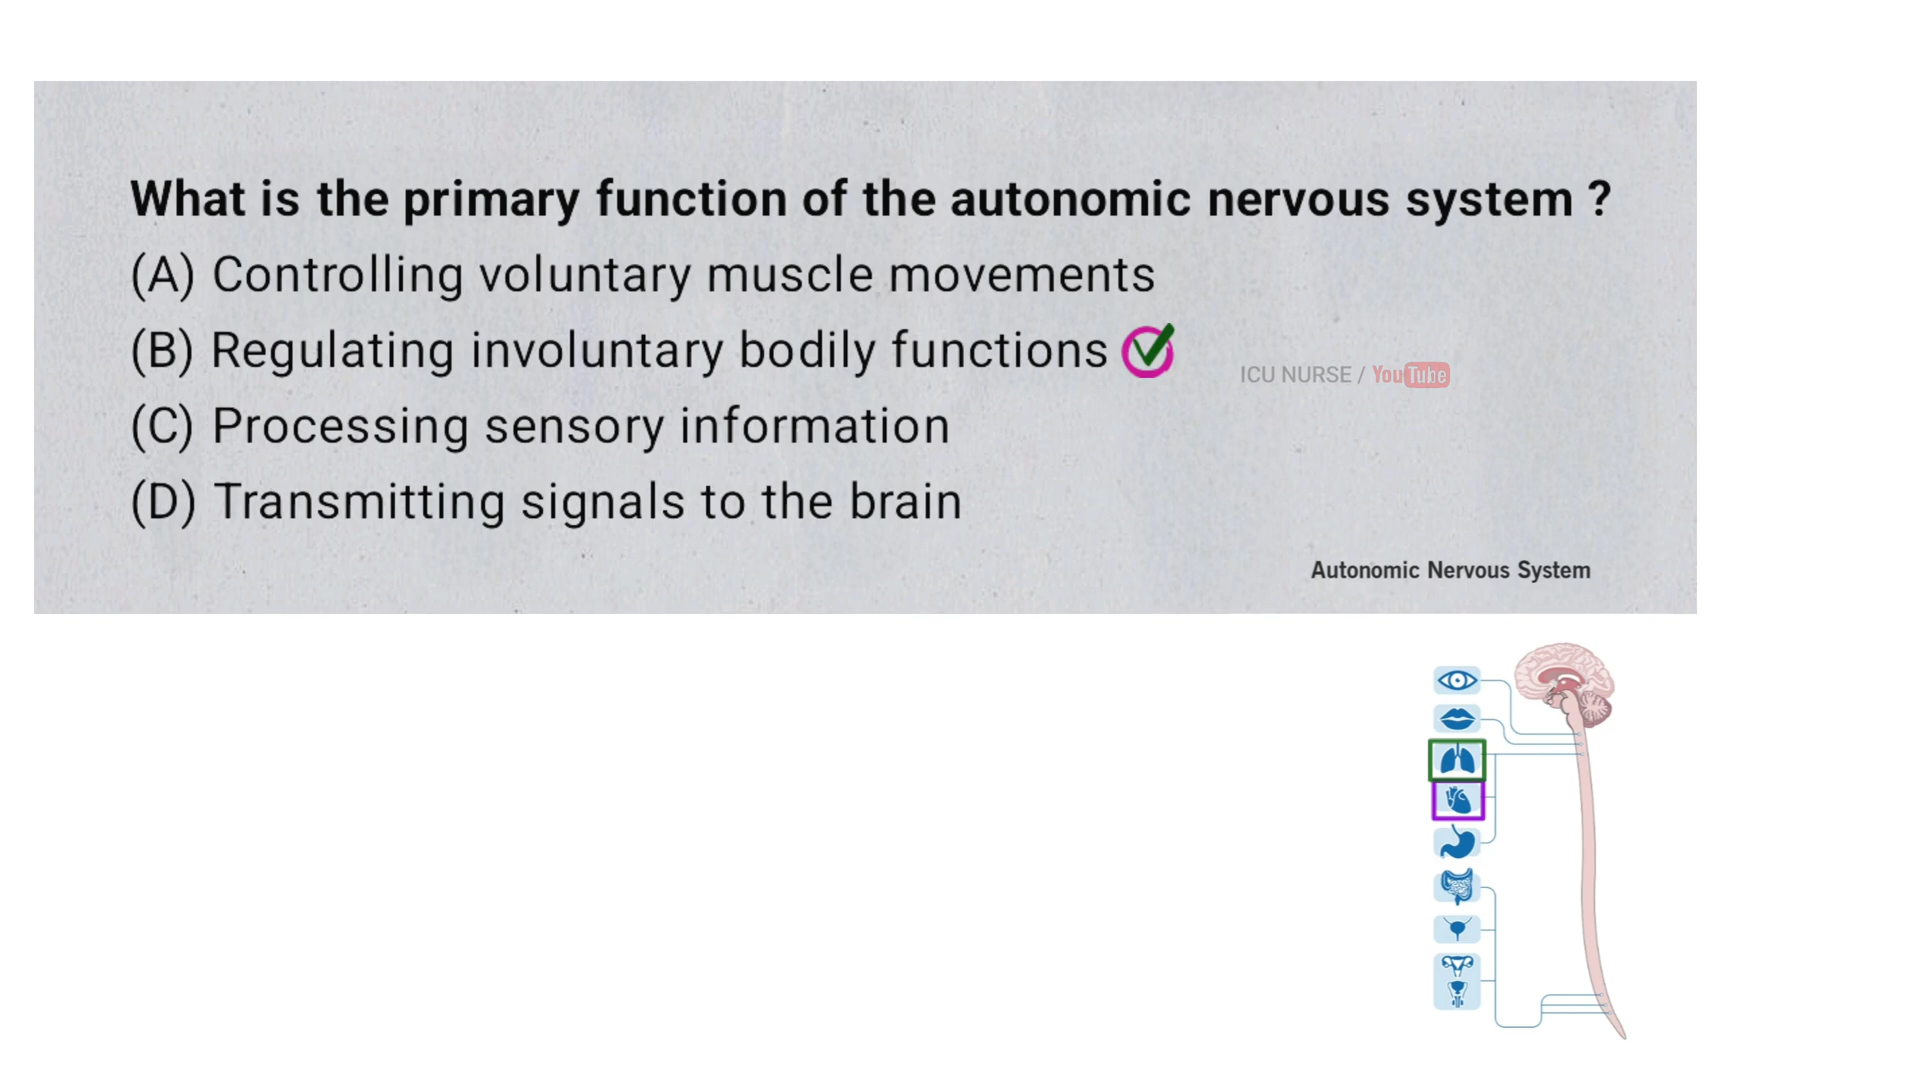 What is the primary function of the autonomic nervous system ?
(A) Controlling voluntary muscle movements
(B) Regulating involuntary bodily functions
ICU NURSE / YouTube
(C) Processing sensory information
(D) Transmitting signals to the brain
Autonomic Nervous System